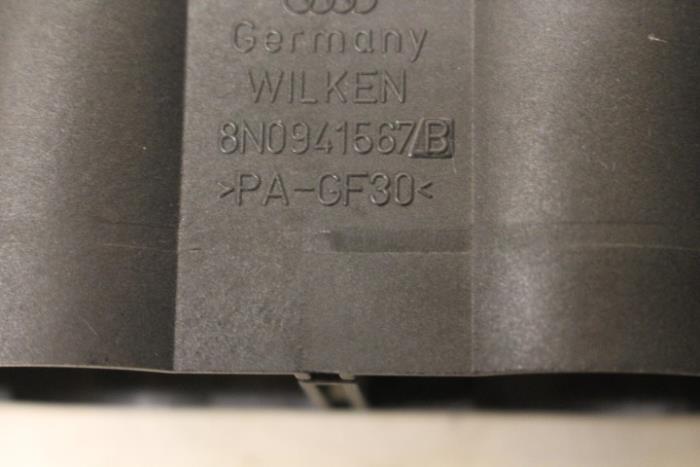 Germany
WILKEN
8N0941567B
>PA-GF30<